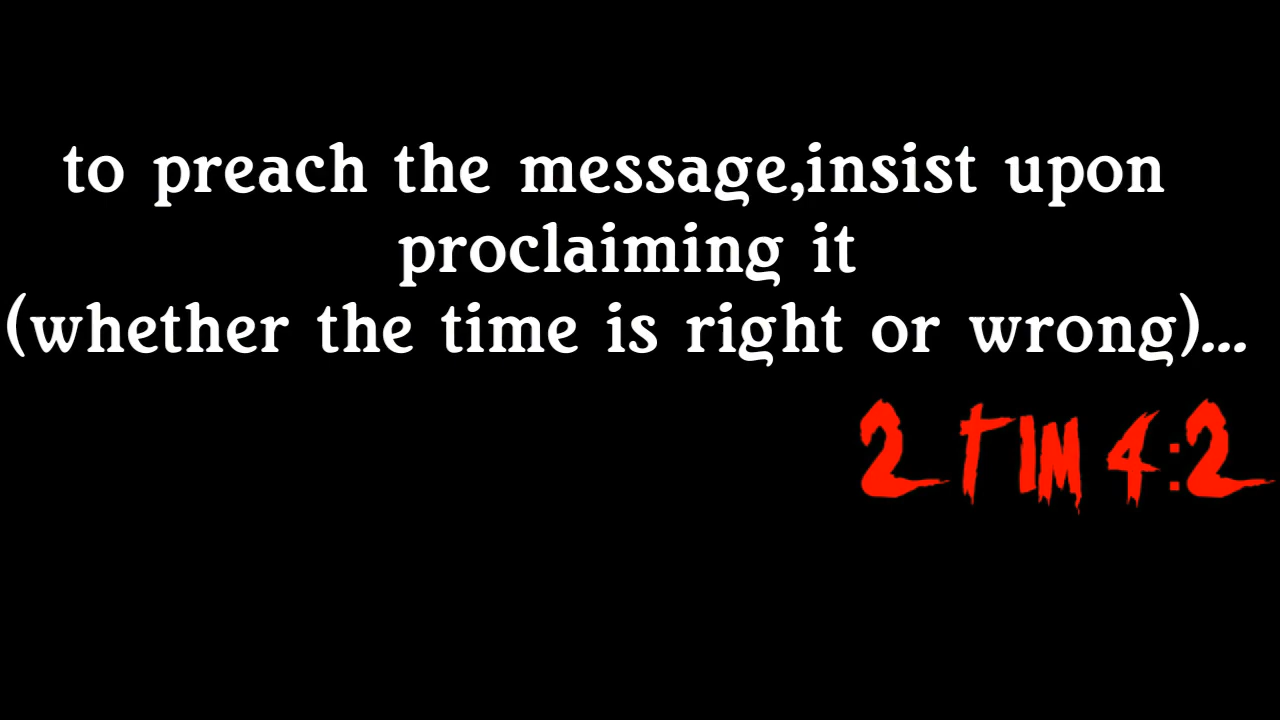 to preach the message,insist upon
proclaiming it
(whether the time is right or wrong)...
2 TIM 4:2